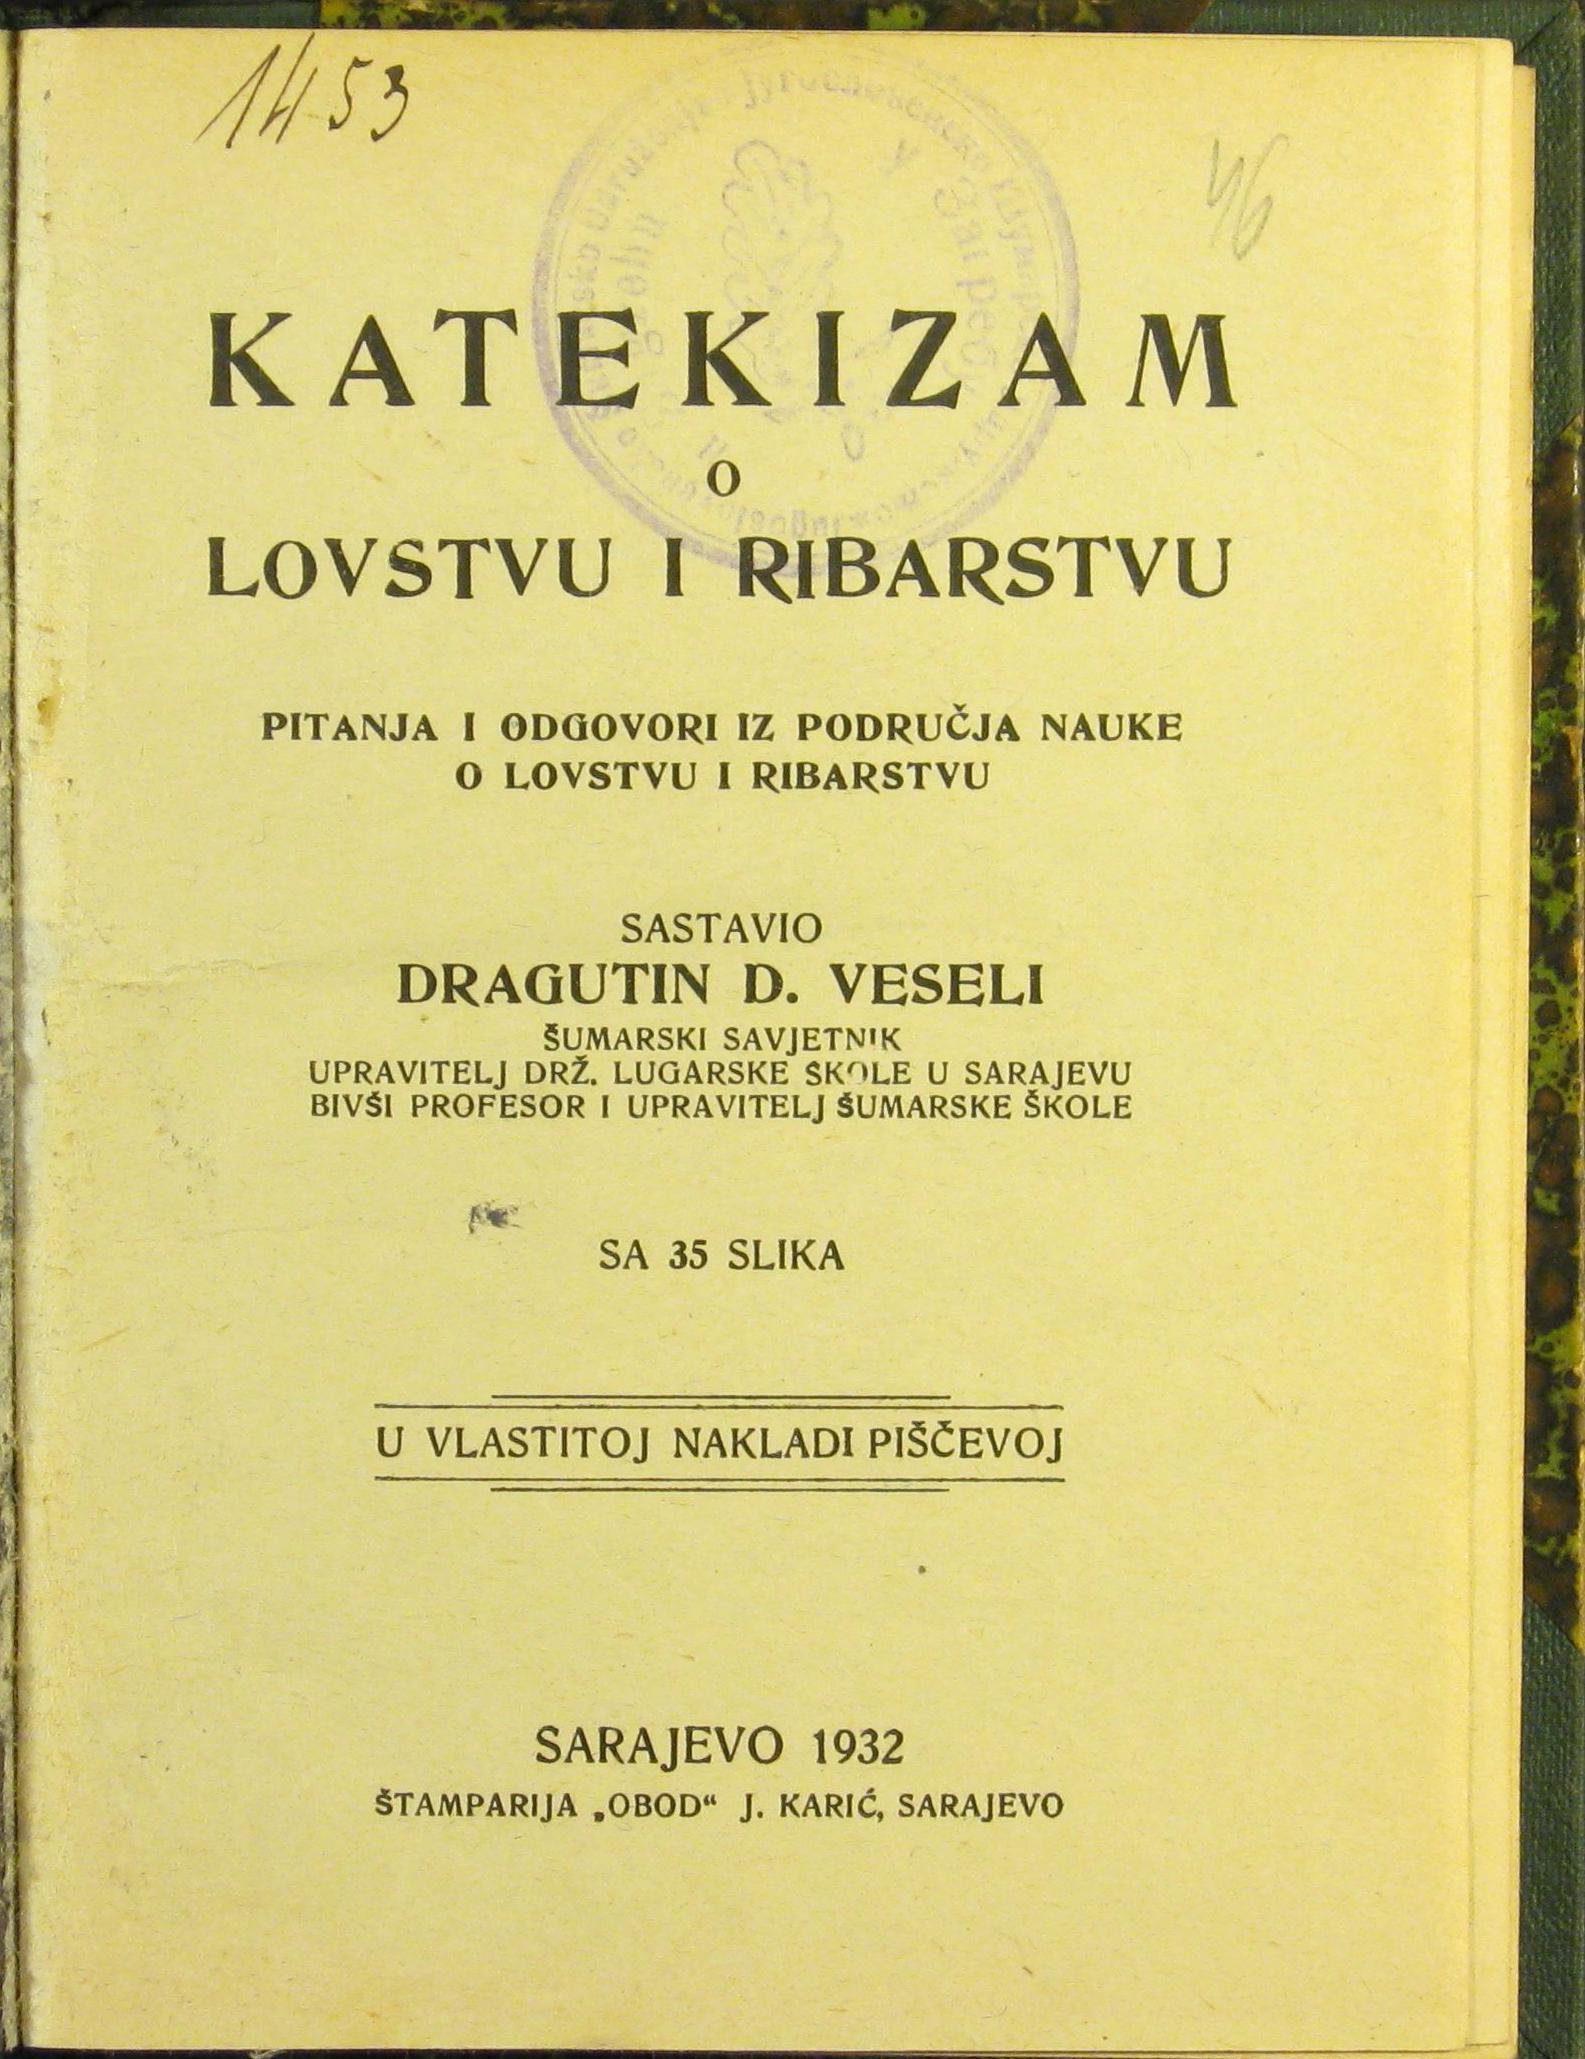 1453
46
KATEKIZAM
O
LOVSTVU I RIBARSTVU
PITANJA I ODGOVORI IZ PODRUČJA NAUKE
O LOVSTVU I RIBARSTVU
SASTAVIO
DRAGUTIN D. VESELI
ŠUMARSKI SAVJETNIK
UPRAVITELJ DRŽ. LUGARSKE ŠKOLE U SARAJEVU
BIVŠI PROFESOR I UPRAVITELJ ŠUMARSKE ŠKOLE
SA 35 SLIKA
U VLASTITOJ NAKLADI PIŠČEVOJ
SARAJEVO 1932
ŠTAMPARIJA „OBOD“ J. KARIĆ, SARAJEVO